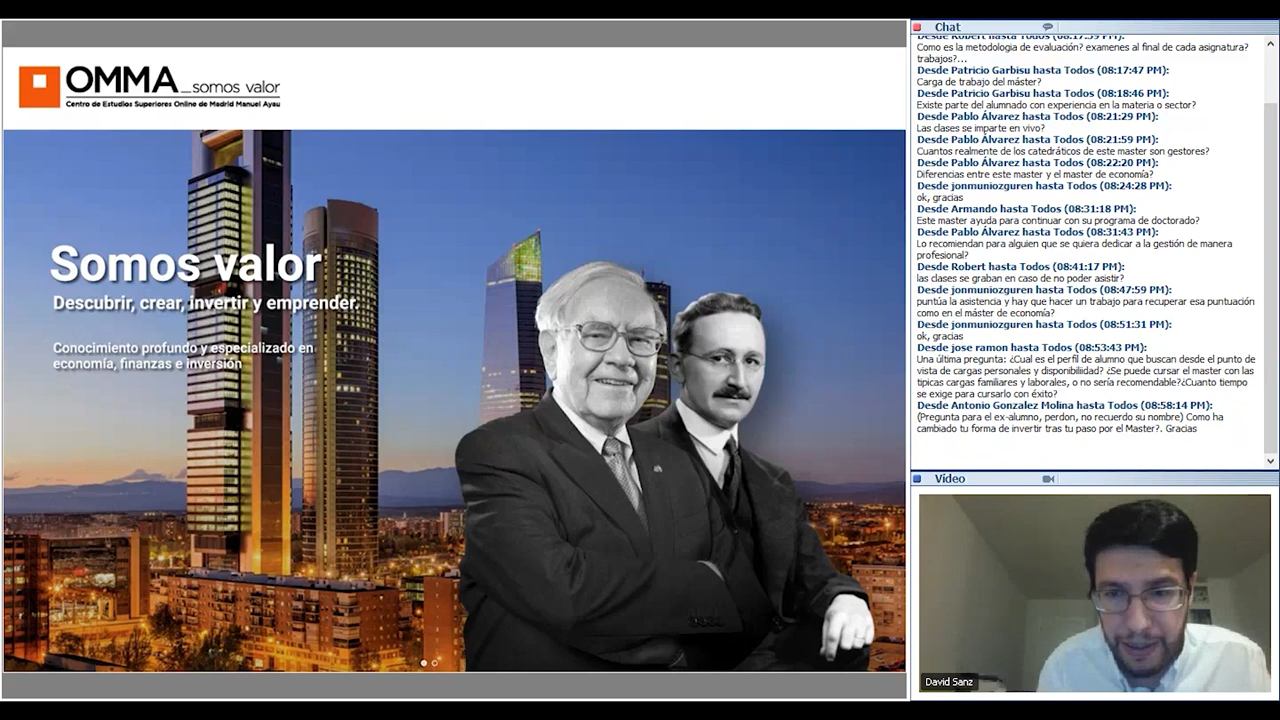 OMMA_somos valor
Centro de Estudios Superiores Online de Madrid Manuel Ayau
Somos valor
Descubrir, crear, invertir y emprender.
Conocimiento profundo y especializado en
economía, finanzas e inversión
Chat
Desde Robert hasta Todos (08:17:39 PM):
Como es la metodologia de evaluación? examenes al final de cada asignatura?
trabajos?...
Desde Patricio Garbisu hasta Todos (08:17:47 PM):
Carga de trabajo del máster?
Desde Patricio Garbisu hasta Todos (08:18:46 PM):
Existe parte del alumnado con experiencia en la materia o sector?
Desde Pablo Álvarez hasta Todos (08:21:29 PM):
Las clases se imparte en vivo?
Desde Pablo Álvarez hasta Todos (08:21:59 PM):
Cuantos realmente de los catedráticos de este master son gestores?
Desde Pablo Álvarez hasta Todos (08:22:20 PM):
Diferencias entre este master y el master de economía?
Desde jonmuniozguren hasta Todos (08:24:28 PM):
ok, gracias
Desde Armando hasta Todos (08:31:18 PM):
Este master ayuda para continuar con su programa de doctorado?
Desde Pablo Álvarez hasta Todos (08:31:43 PM):
Lo recomiendan para alguien que se quiera dedicar a la gestión de manera
profesional?
Desde Robert hasta Todos (08:41:17 PM):
las clases se graban en caso de no poder asistir?
Desde jonmuniozguren hasta Todos (08:47:59 PM):
puntúa la asistencia y hay que hacer un trabajo para recuperar esa puntuación
como en el máster de economía?
Desde jonmuniozguren hasta Todos (08:51:31 PM):
ok, gracias
Desde jose ramon hasta Todos (08:53:43 PM):
Una última pregunta: ¿Cual es el perfil de alumno que buscan desde el punto de
vista de cargas personales y disponibiliidad? ¿Se puede cursar el master con las
tipicas cargas familiares y laborales, o no sería recomendable?¿Cuanto tiempo
se exige para cursarlo con éxito?
Desde Antonio Gonzalez Molina hasta Todos (08:58:14 PM):
(Pregunta para el ex-alumno, perdon, no recuerdo su nombre) Como ha
cambiado tu forma de invertir tras tu paso por el Master?. Gracias
Vídeo
David Sanz